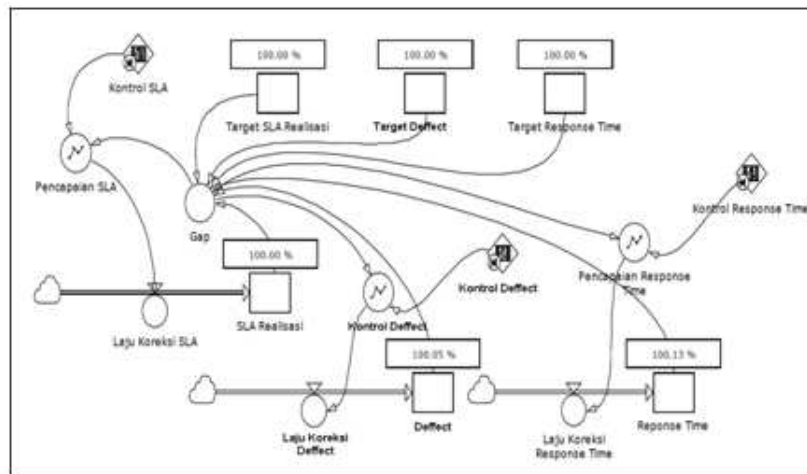 100.00 %
100.00 %
100.00 %
Kontrol SLA
Target SLA Realisasi
Target Deffect
Target Response Time
Pencapaian SLA
Kontrol Response Time
Gap
100.00 %
Pencapaian Response
Time
Kontrol Deffect
SLA Realisasi
Kontrol Deffect
Laju Koreksi SLA
100.05 %
100.13 %
Laju Koreksi
Deffect
Deffect
Laju Koreksi
Response Time
Reponse Time